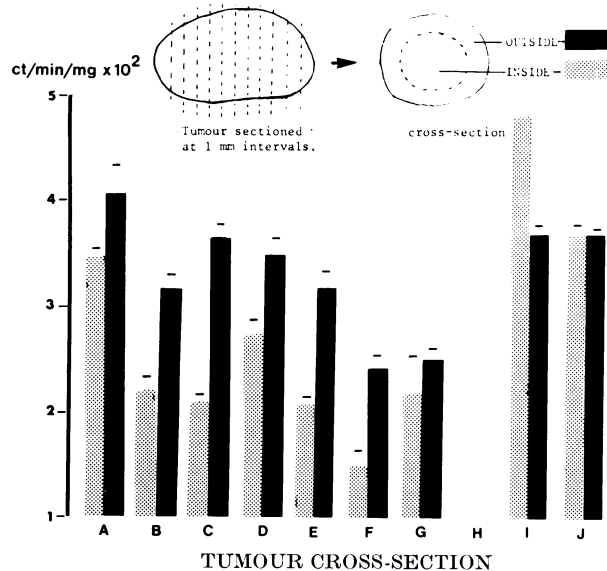 ct/min/mg x10²
OUTSIDE
INSIDE
Tumour sectioned
at 1 mm intervals.
cross-section
5
4
3
2
1
A B C D E F G H I J
TUMOUR CROSS-SECTION